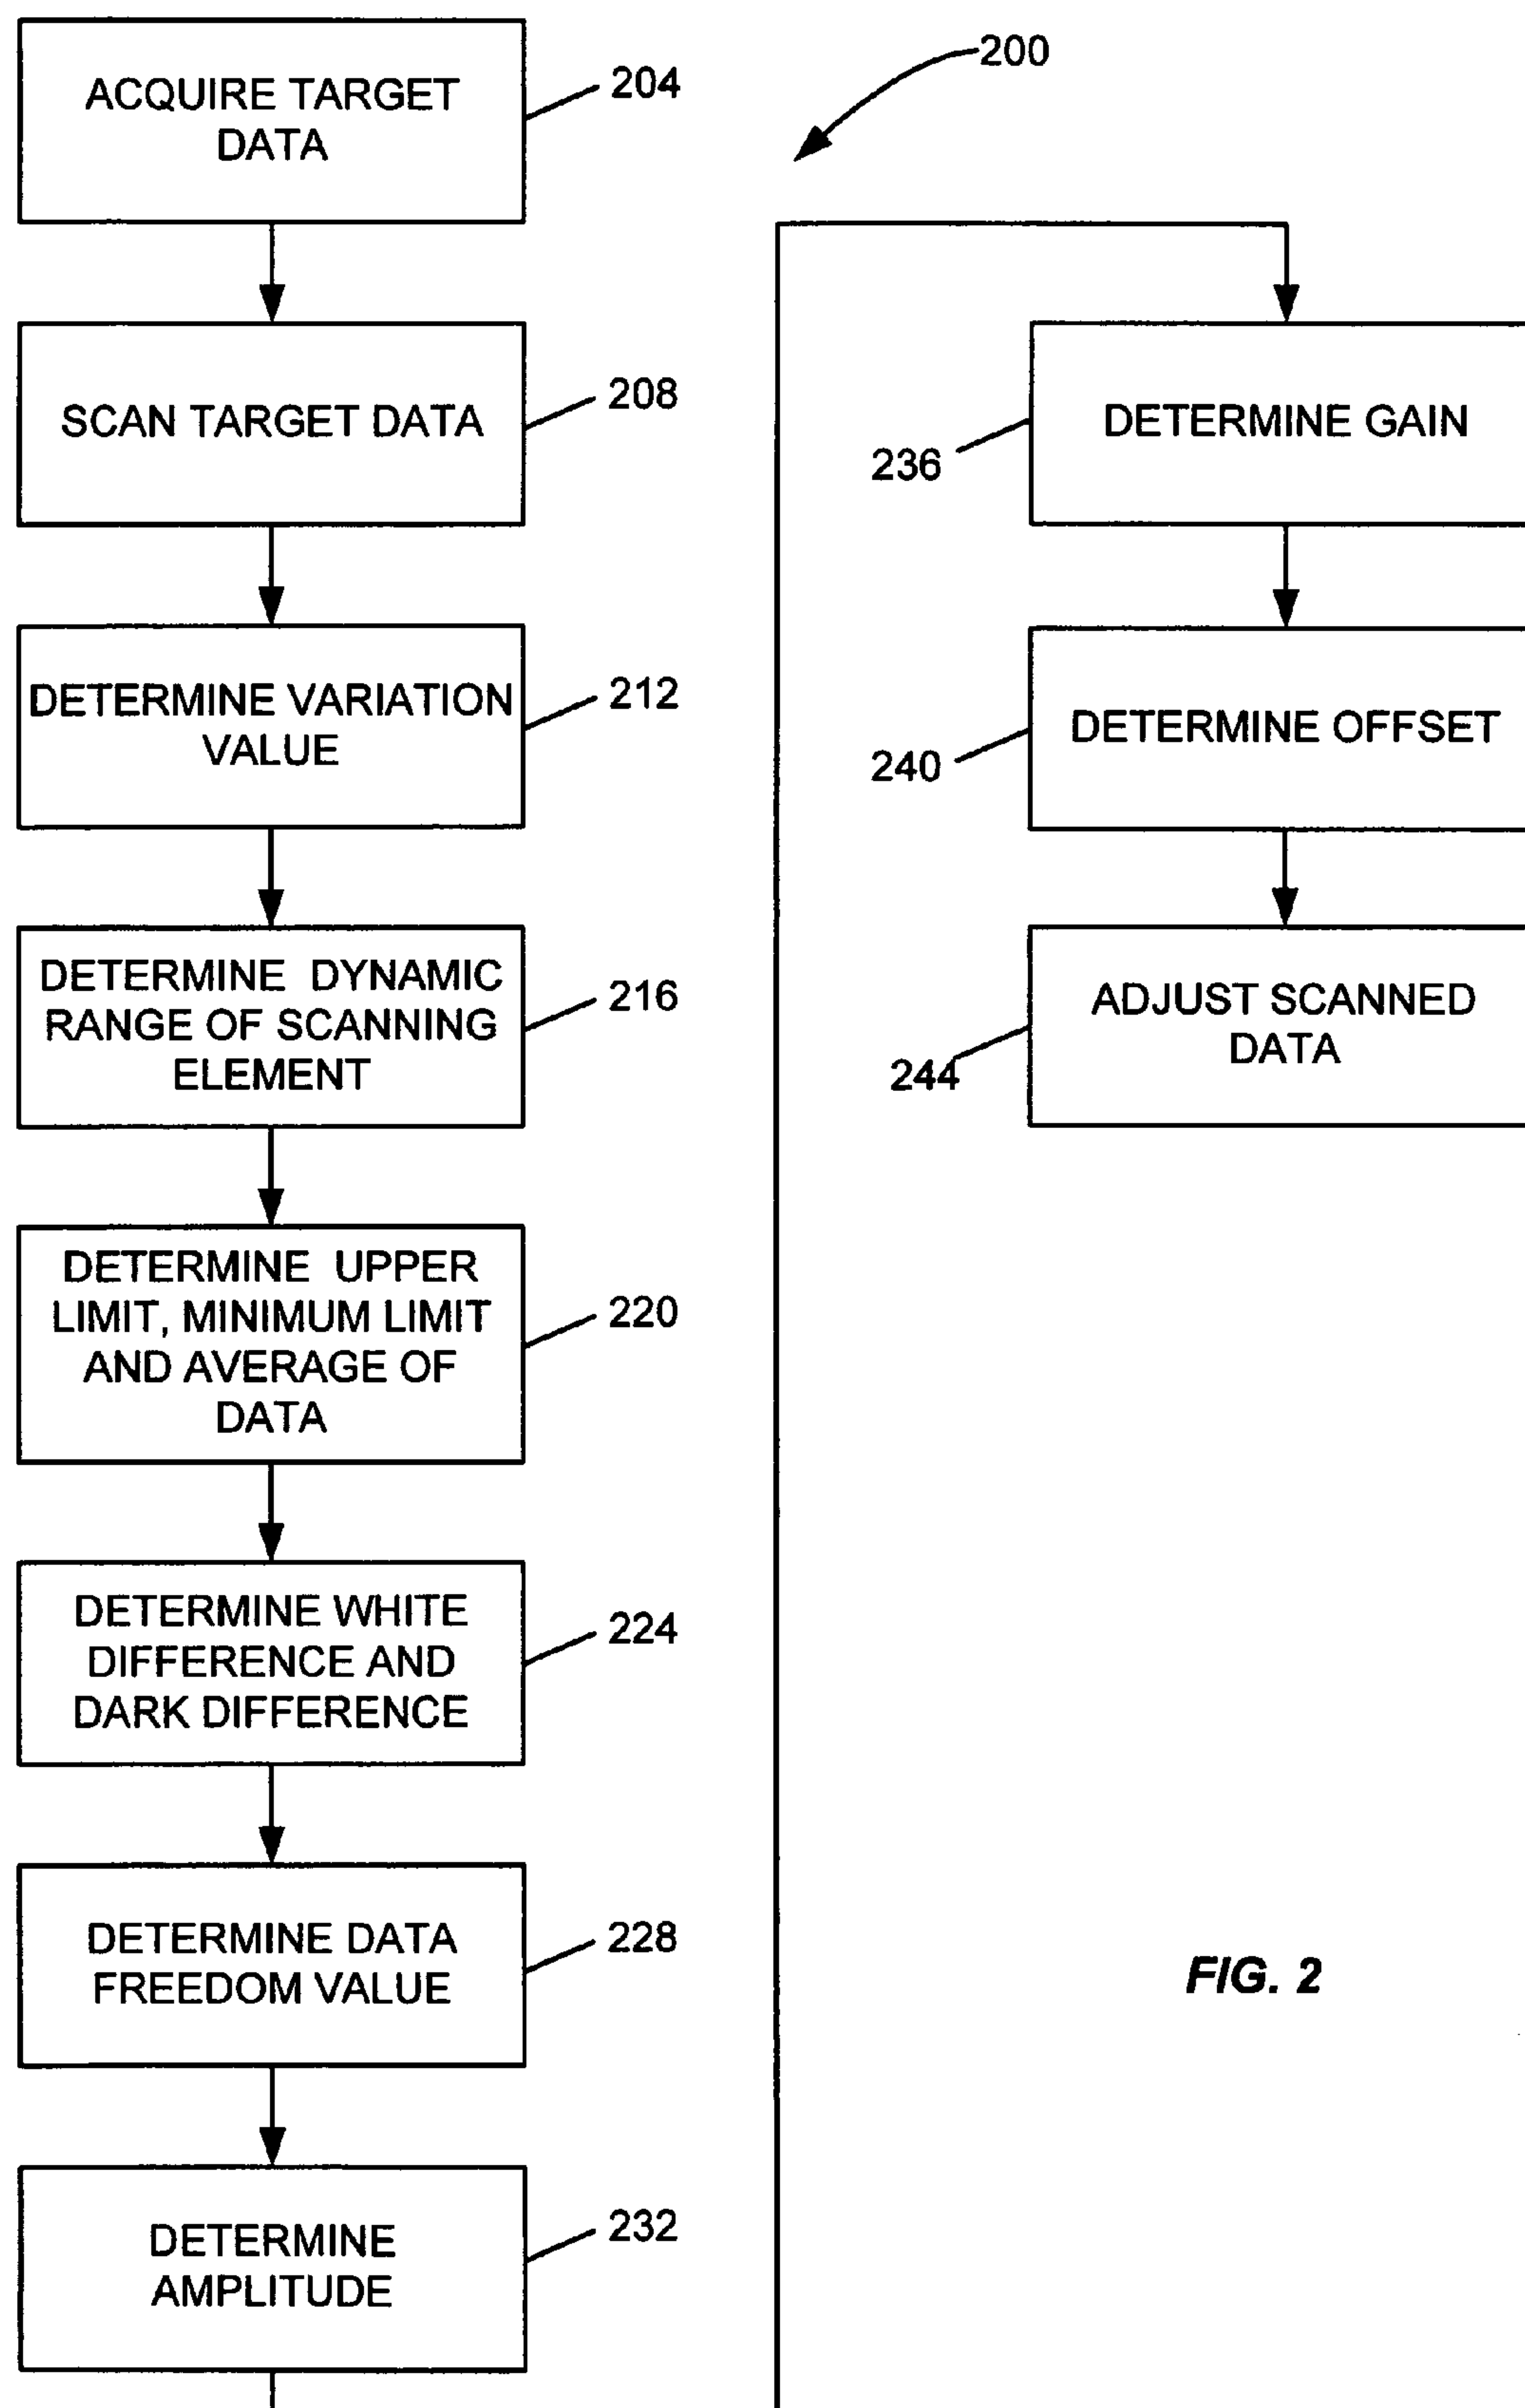 200
ACQUIRE TARGET
DATA
204
SCAN TARGET DATA
208
DETERMINE VARIATION
VALUE
212
DETERMINE DYNAMIC
RANGE OF SCANNING
ELEMENT
216
DETERMINE UPPER
LIMIT, MINIMUM LIMIT
AND AVERAGE OF
DATA
220
DETERMINE WHITE
DIFFERENCE AND
DARK DIFFERENCE
224
DETERMINE DATA
FREEDOM VALUE
228
DETERMINE
AMPLITUDE
232
DETERMINE GAIN
236
DETERMINE OFFSET
240
ADJUST SCANNED
DATA
244
FIG. 2